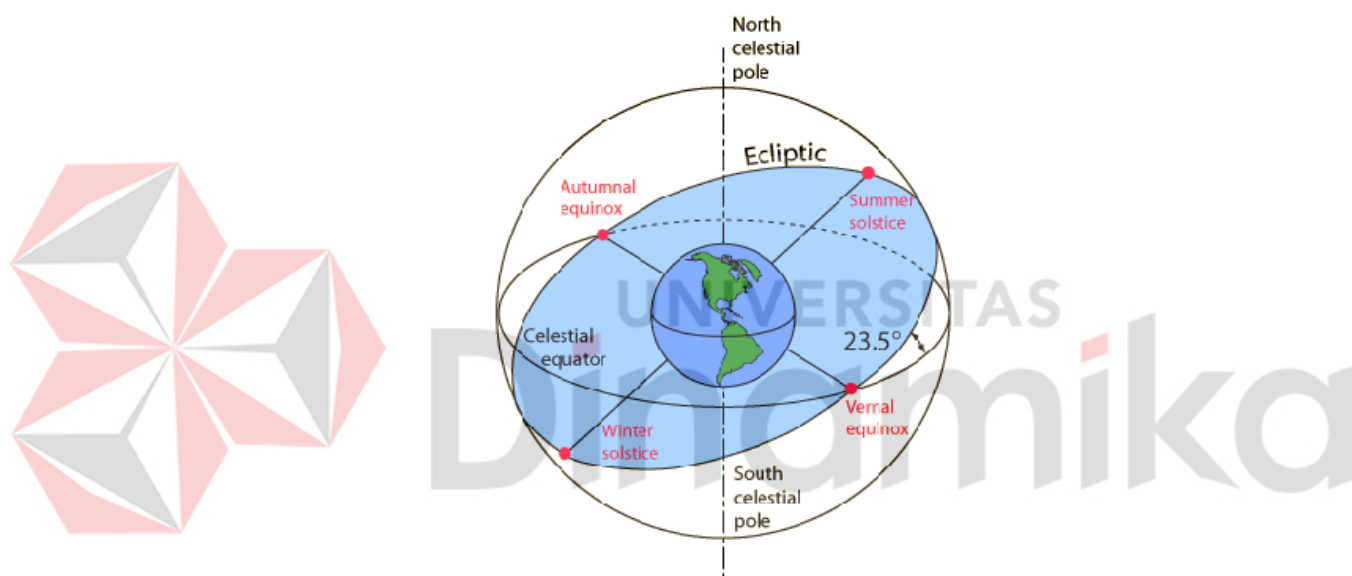 North
celestial
pole
Ecliptic
Autumnal
equinox
Summer
solstice
UNIVERSITAS
Celestial
equator
23.5°
Dinamika
Vernal
equinox
Winter
solstice
South
celestial
pole